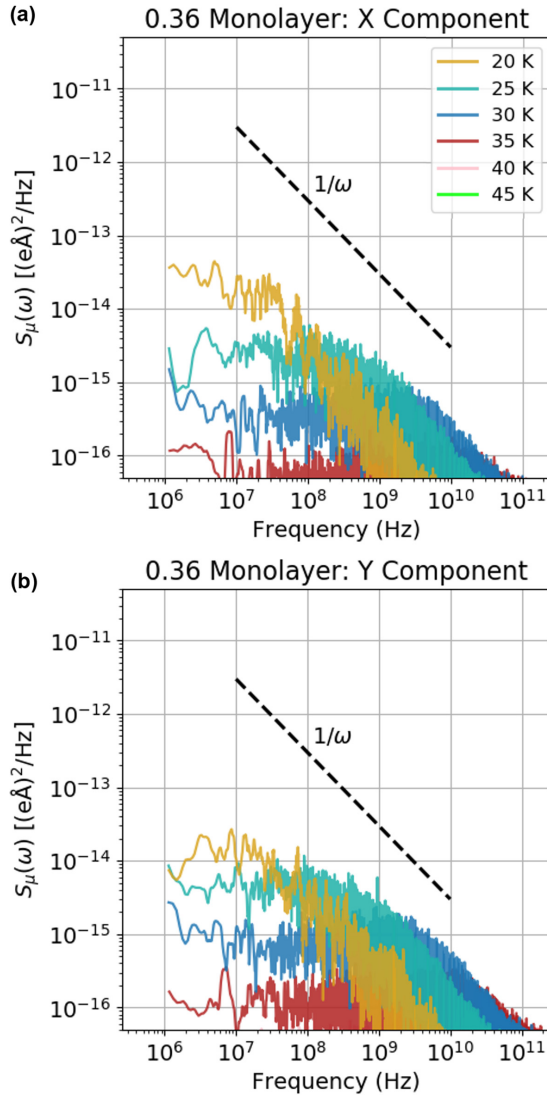 (a)
0.36 Monolayer: X Component
20 K
25 K
30 K
35 K
40 K
45 K
1/ω
10⁻¹¹
10⁻¹²
10⁻¹³
10⁻¹⁴
10⁻¹⁵
10⁻¹⁶
S_μ(ω) [(eÅ)²/Hz]
10⁶ 10⁷ 10⁸ 10⁹ 10¹⁰ 10¹¹
Frequency (Hz)
(b)
0.36 Monolayer: Y Component
1/ω
10⁻¹¹
10⁻¹²
10⁻¹³
10⁻¹⁴
10⁻¹⁵
10⁻¹⁶
S_μ(ω) [(eÅ)²/Hz]
10⁶ 10⁷ 10⁸ 10⁹ 10¹⁰ 10¹¹
Frequency (Hz)